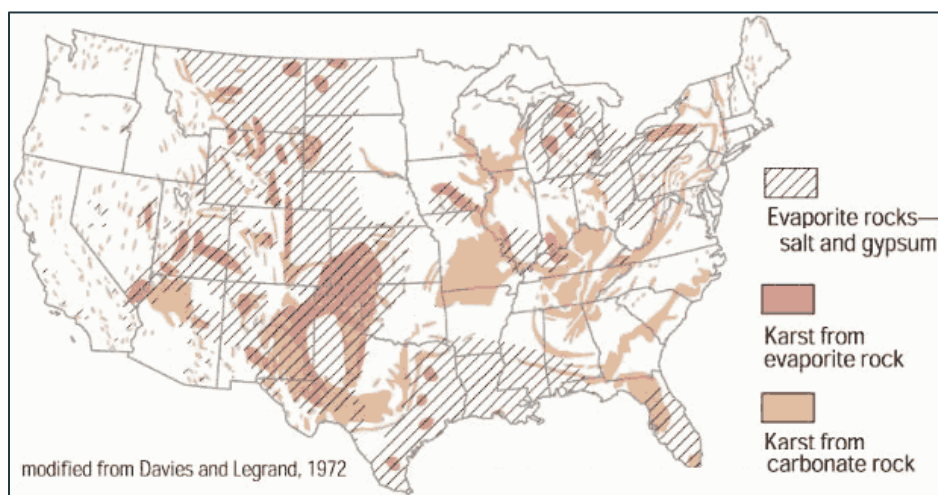 Evaporite rocks—
salt and gypsum
Karst from
evaporite rock
Karst from
carbonate rock
modified from Davies and Legrand, 1972